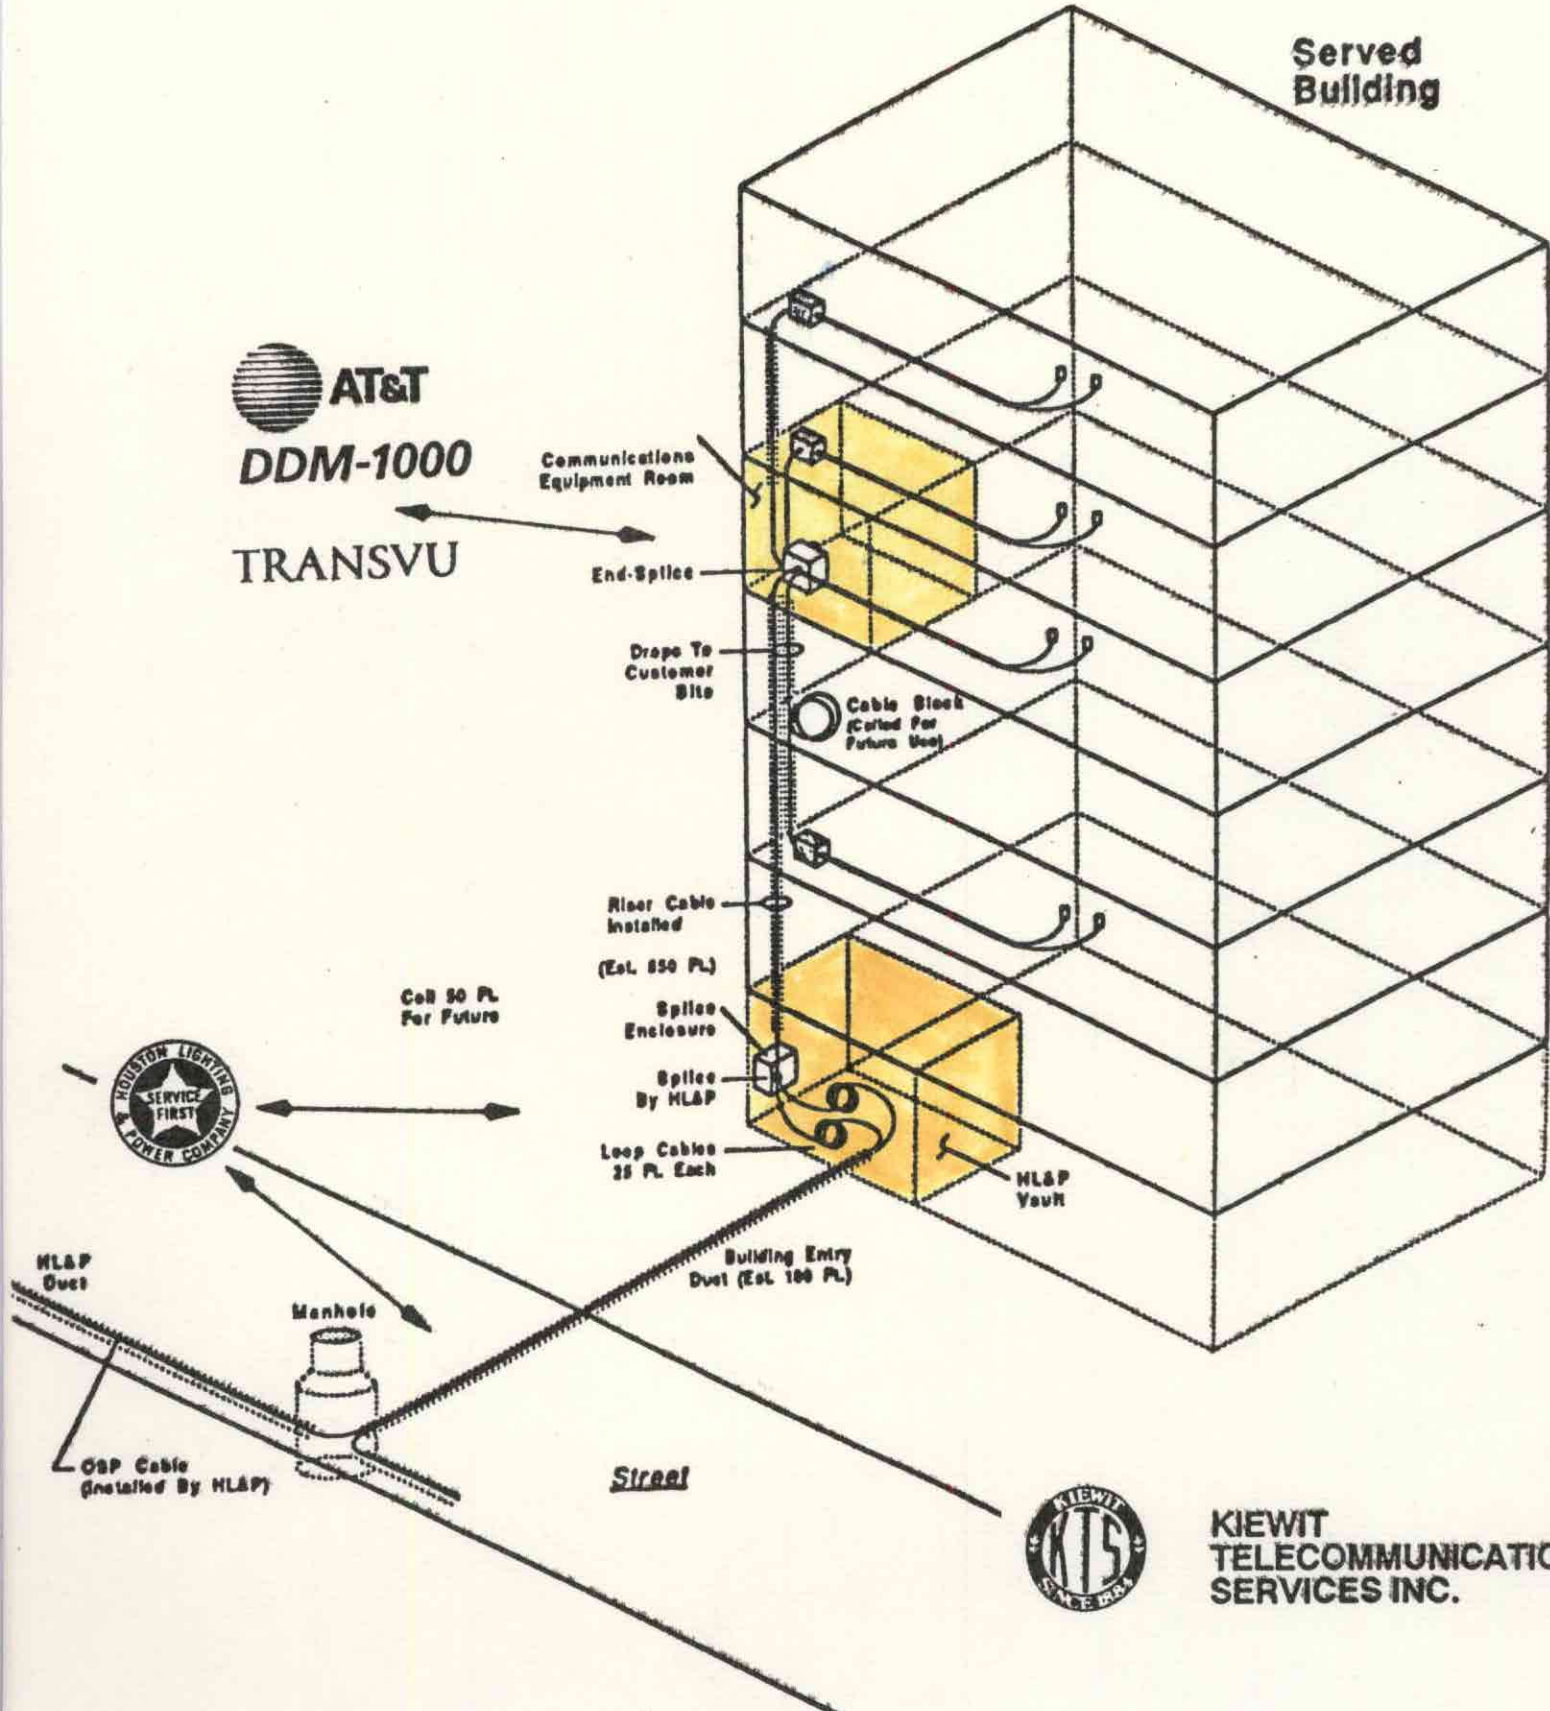 Served
Building
AT&T
DDM-1000
TRANSVU
Communications
Equipment Room
End-Splice
Drops To
Customer
Site
Cable Slack
(Coiled For
Future Use)
Riser Cable
Installed
(Est. 850 Ft.)
Coil 50 Ft.
For Future
Splice
Enclosure
Splice
By HL&P
Loop Cables
25 Ft. Each
HL&P
Vault
HOUSTON LIGHTING
& POWER COMPANY
SERVICE
FIRST
Building Entry
Duct (Est. 100 Ft.)
HL&P
Duct
Manhole
OSP Cable
(Installed By HL&P)
Street
KIEWIT
KTS
SINCE 1884
KIEWIT
TELECOMMUNICATIO
SERVICES INC.